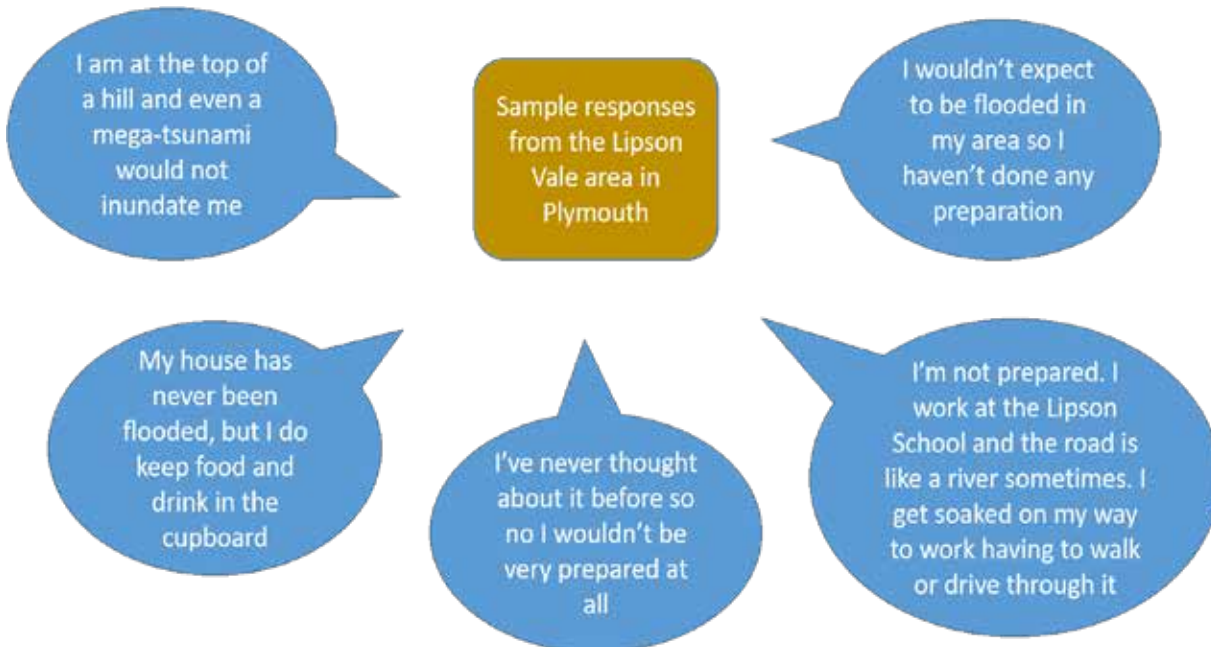 I am at the top of
a hill and even a
mega-tsunami
would not
inundate me
Sample responses
from the Lipson
Vale area in
Plymouth
I wouldn't expect
to be flooded in
my area so I
haven't done any
preparation
My house has
never been
flooded, but I do
keep food and
drink in the
cupboard
I've never thought
about it before so
no I wouldn't be
very prepared at
all
I'm not prepared. I
work at the Lipson
School and the road is
like a river sometimes. I
get soaked on my way
to work having to walk
or drive through it